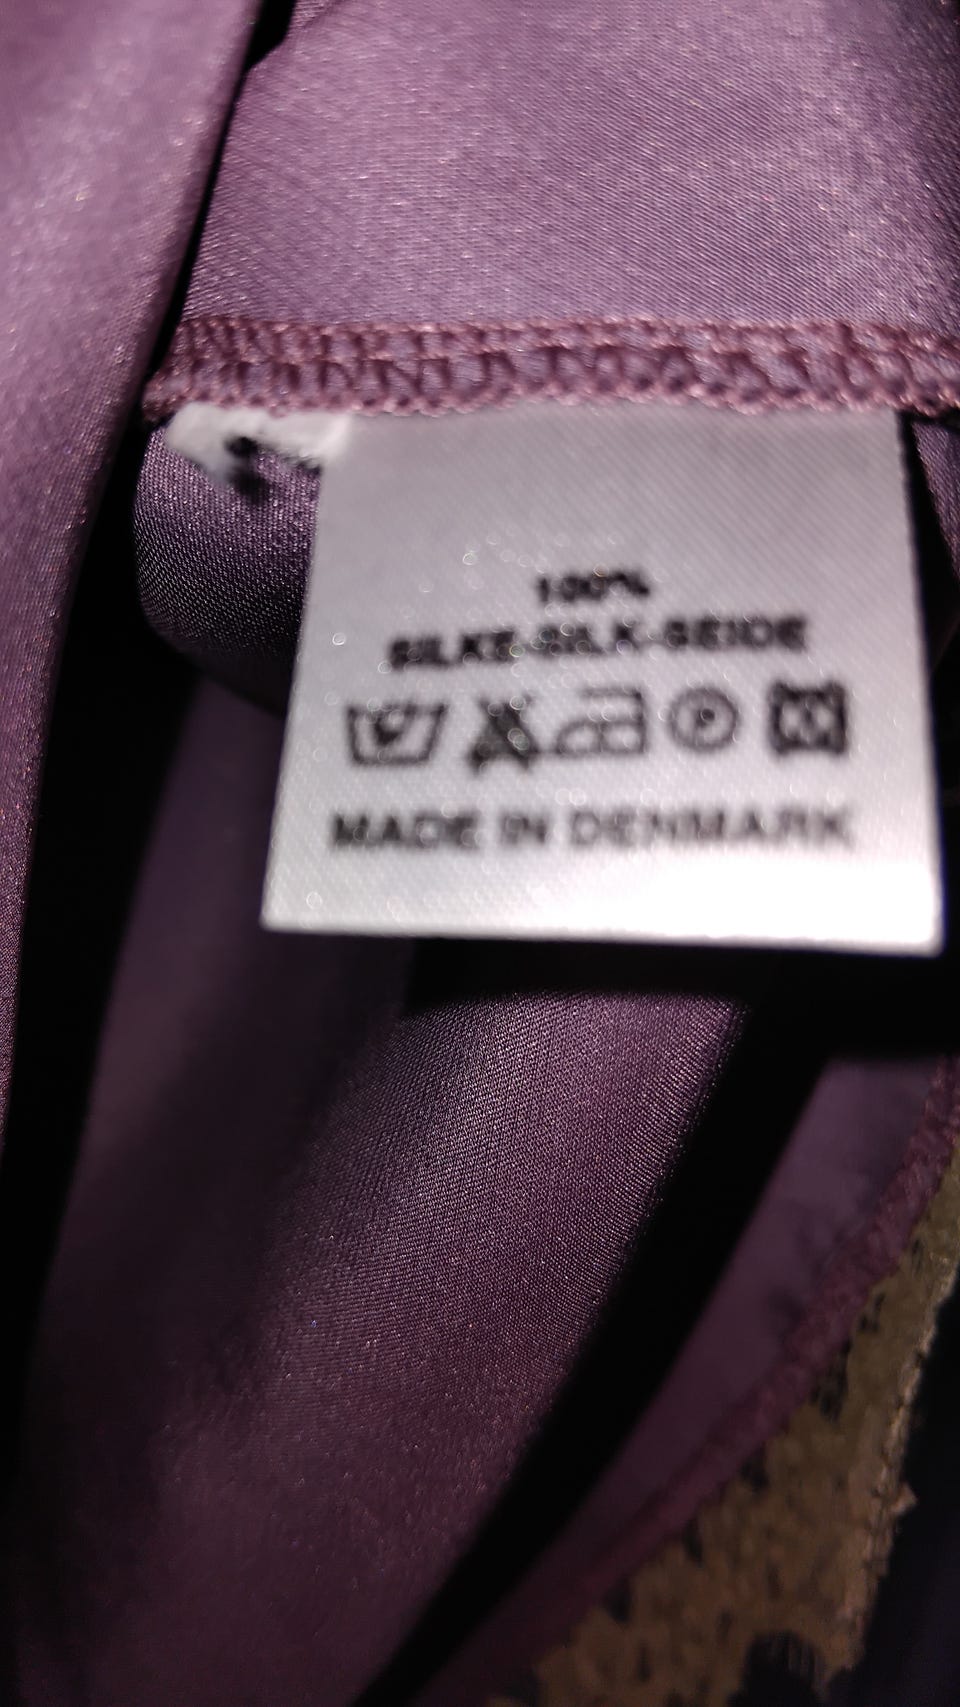 100%
SILKE-SILK-SEIDE
P
MADE IN DENMARK